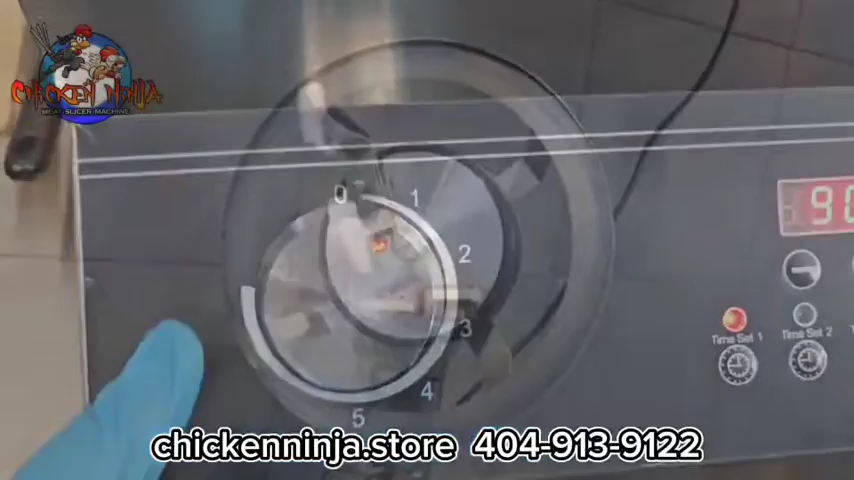 CHICKEN NINJA
MEAT SLICER MACHINE
0
1
2
3
4
5
90
Time Set 1
Time Set 2
chickenninja.store 404-913-9122